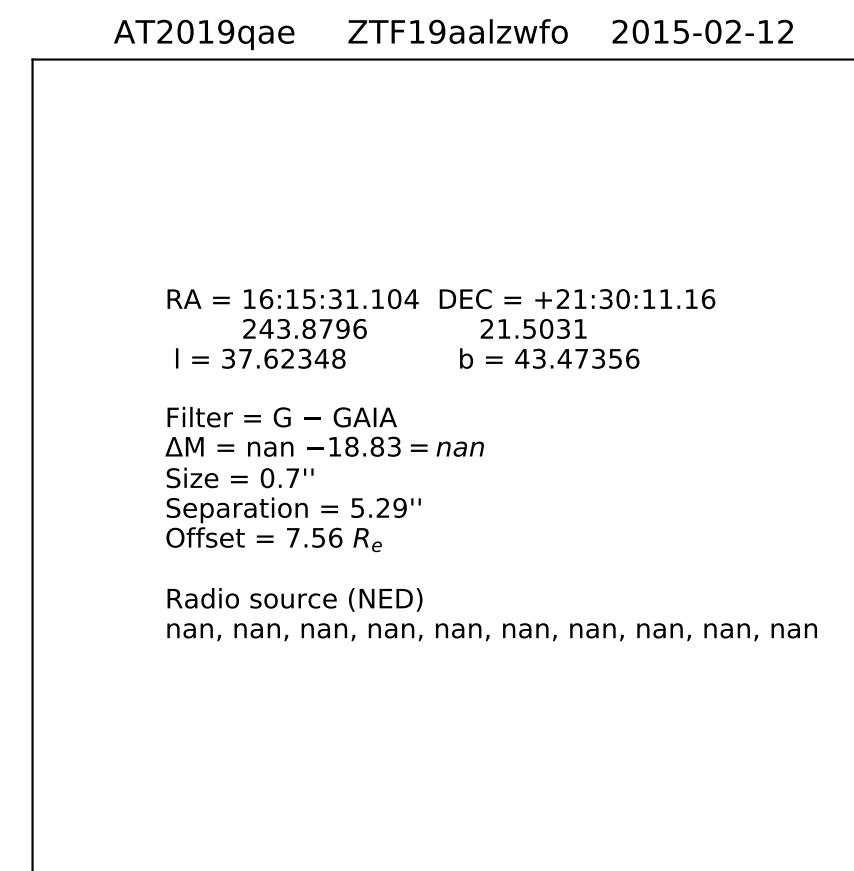 AT2019qae ZTF19aalzwfo 2015-02-12
RA = 16:15:31.104 DEC = +21:30:11.16
243.8796 21.5031
l = 37.62348 b = 43.47356
Filter = G − GAIA
ΔM = nan −18.83 = nan
Size = 0.7''
Separation = 5.29''
Offset = 7.56 Rₑ
Radio source (NED)
nan, nan, nan, nan, nan, nan, nan, nan, nan, nan